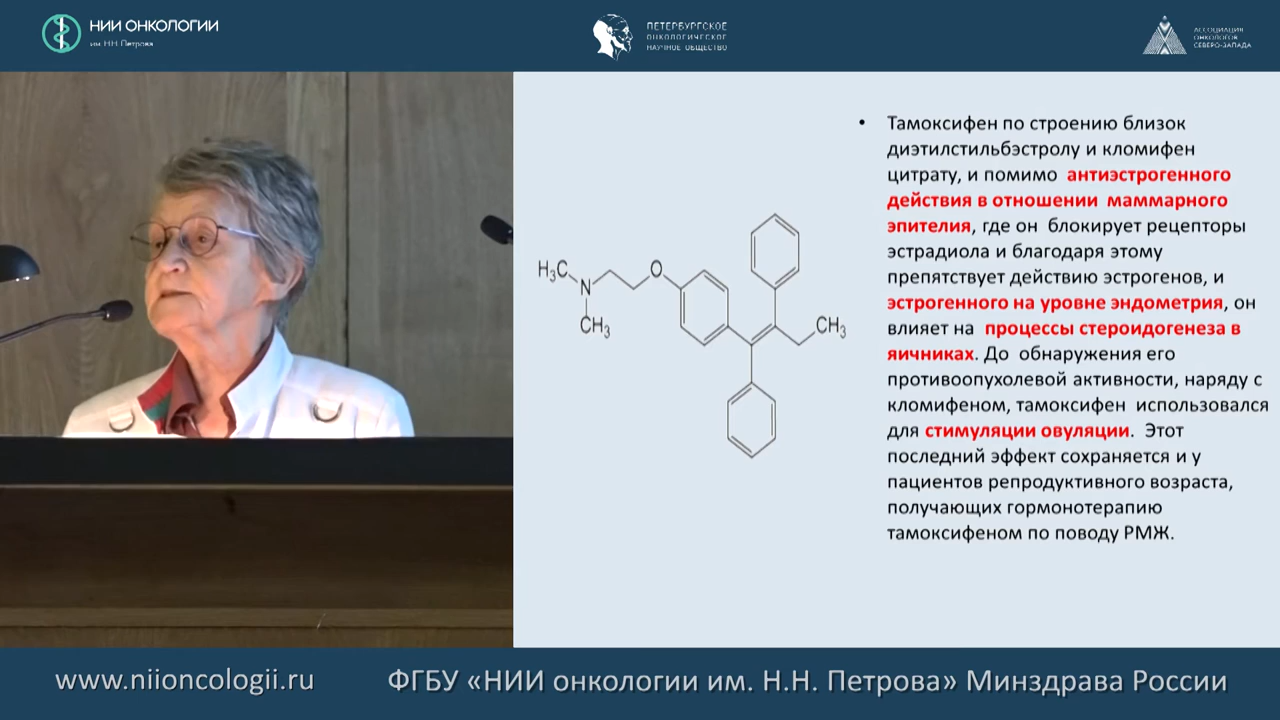 НИИ ОНКОЛОГИИ
им. Н.Н. Петрова
ПЕТЕРБУРГСКОЕ
ОНКОЛОГИЧЕСКОЕ
НАУЧНОЕ ОБЩЕСТВО
АССОЦИАЦИЯ
ОНКОЛОГОВ
СЕВЕРО-ЗАПАДА
• Тамоксифен по строению близок
диэтилстильбэстролу и кломифен
цитрату, и помимо антиэстрогенного
действия в отношении маммарного
эпителия, где он блокирует рецепторы
эстрадиола и благодаря этому
препятствует действию эстрогенов, и
эстрогенного на уровне эндометрия, он
влияет на процессы стероидогенеза в
яичниках. До обнаружения его
противоопухолевой активности, наряду с
кломифеном, тамоксифен использовался
для стимуляции овуляции. Этот
последний эффект сохраняется и у
пациентов репродуктивного возраста,
получающих гормонотерапию
тамоксифеном по поводу РМЖ.
H₃C
N
CH₃
O
CH₃
www.niioncologii.ru
ФГБУ «НИИ онкологии им. Н.Н. Петрова» Минздрава России